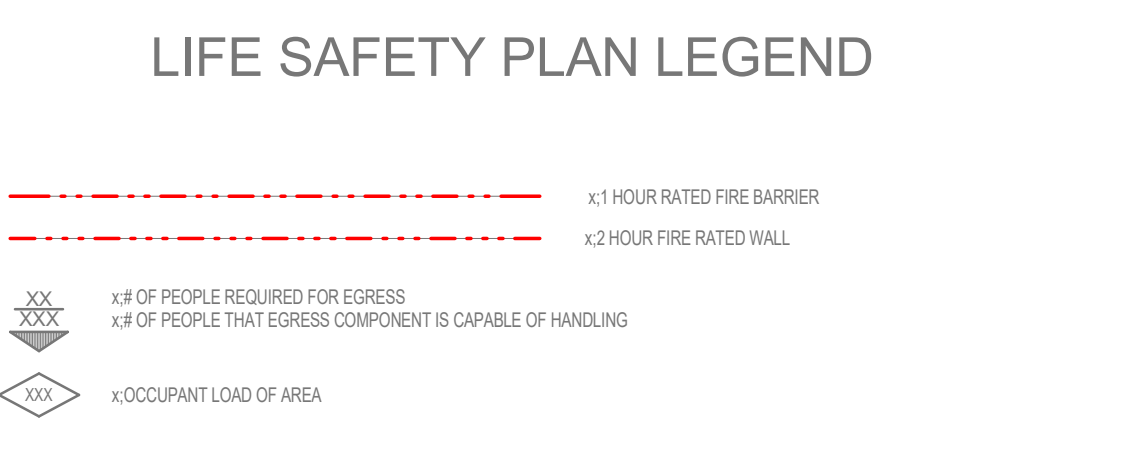 LIFE SAFETY PLAN LEGEND
x;1 HOUR RATED FIRE BARRIER
x;2 HOUR FIRE RATED WALL
XX
XXX
x;# OF PEOPLE REQUIRED FOR EGRESS
x;# OF PEOPLE THAT EGRESS COMPONENT IS CAPABLE OF HANDLING
XXX
x;OCCUPANT LOAD OF AREA